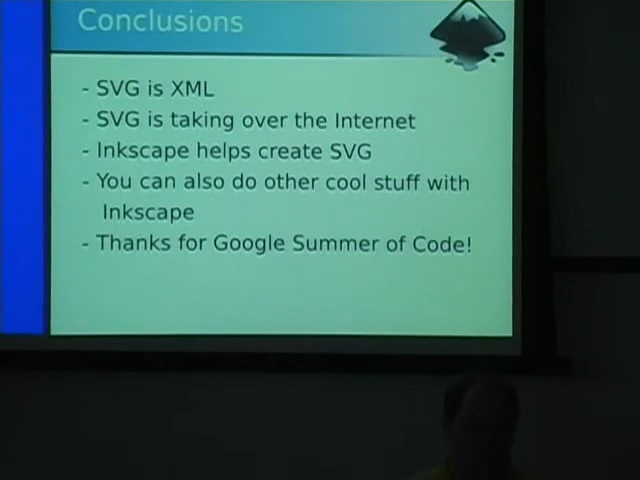 Conclusions
- SVG is XML
- SVG is taking over the Internet
- Inkscape helps create SVG
- You can also do other cool stuff with
Inkscape
- Thanks for Google Summer of Code!